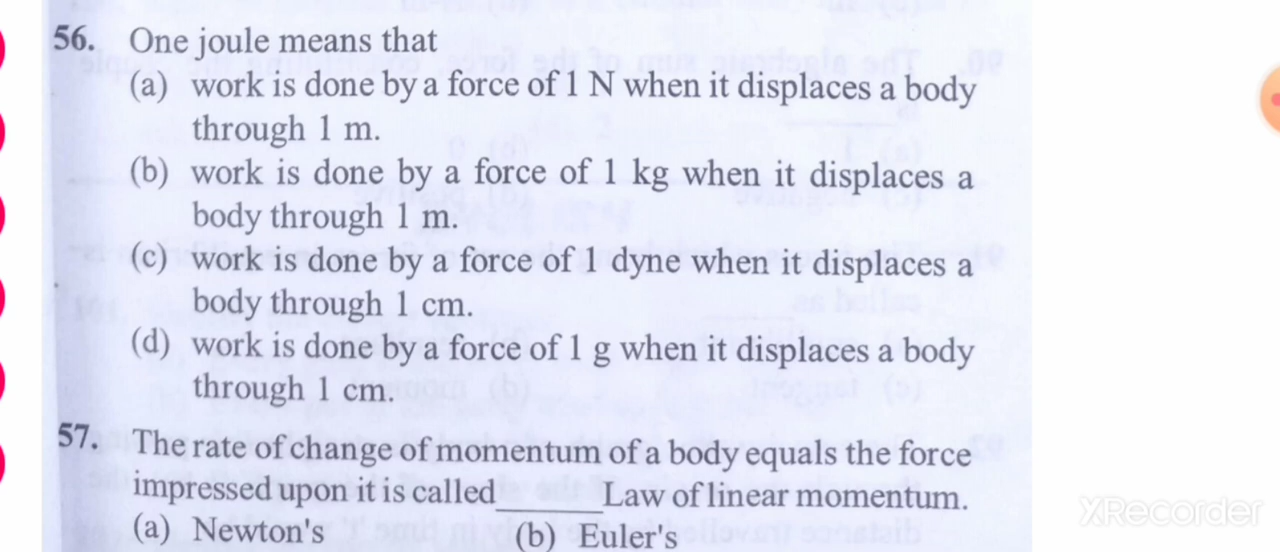 56. One joule means that
(a) work is done by a force of 1 N when it displaces a body
through 1 m.
(b) work is done by a force of 1 kg when it displaces a
body through 1 m.
(c) work is done by a force of 1 dyne when it displaces a
body through 1 cm.
(d) work is done by a force of 1 g when it displaces a body
through 1 cm.
57. The rate of change of momentum of a body equals the force
impressed upon it is called ________ Law of linear momentum.
(a) Newton's (b) Euler's
XRecorder